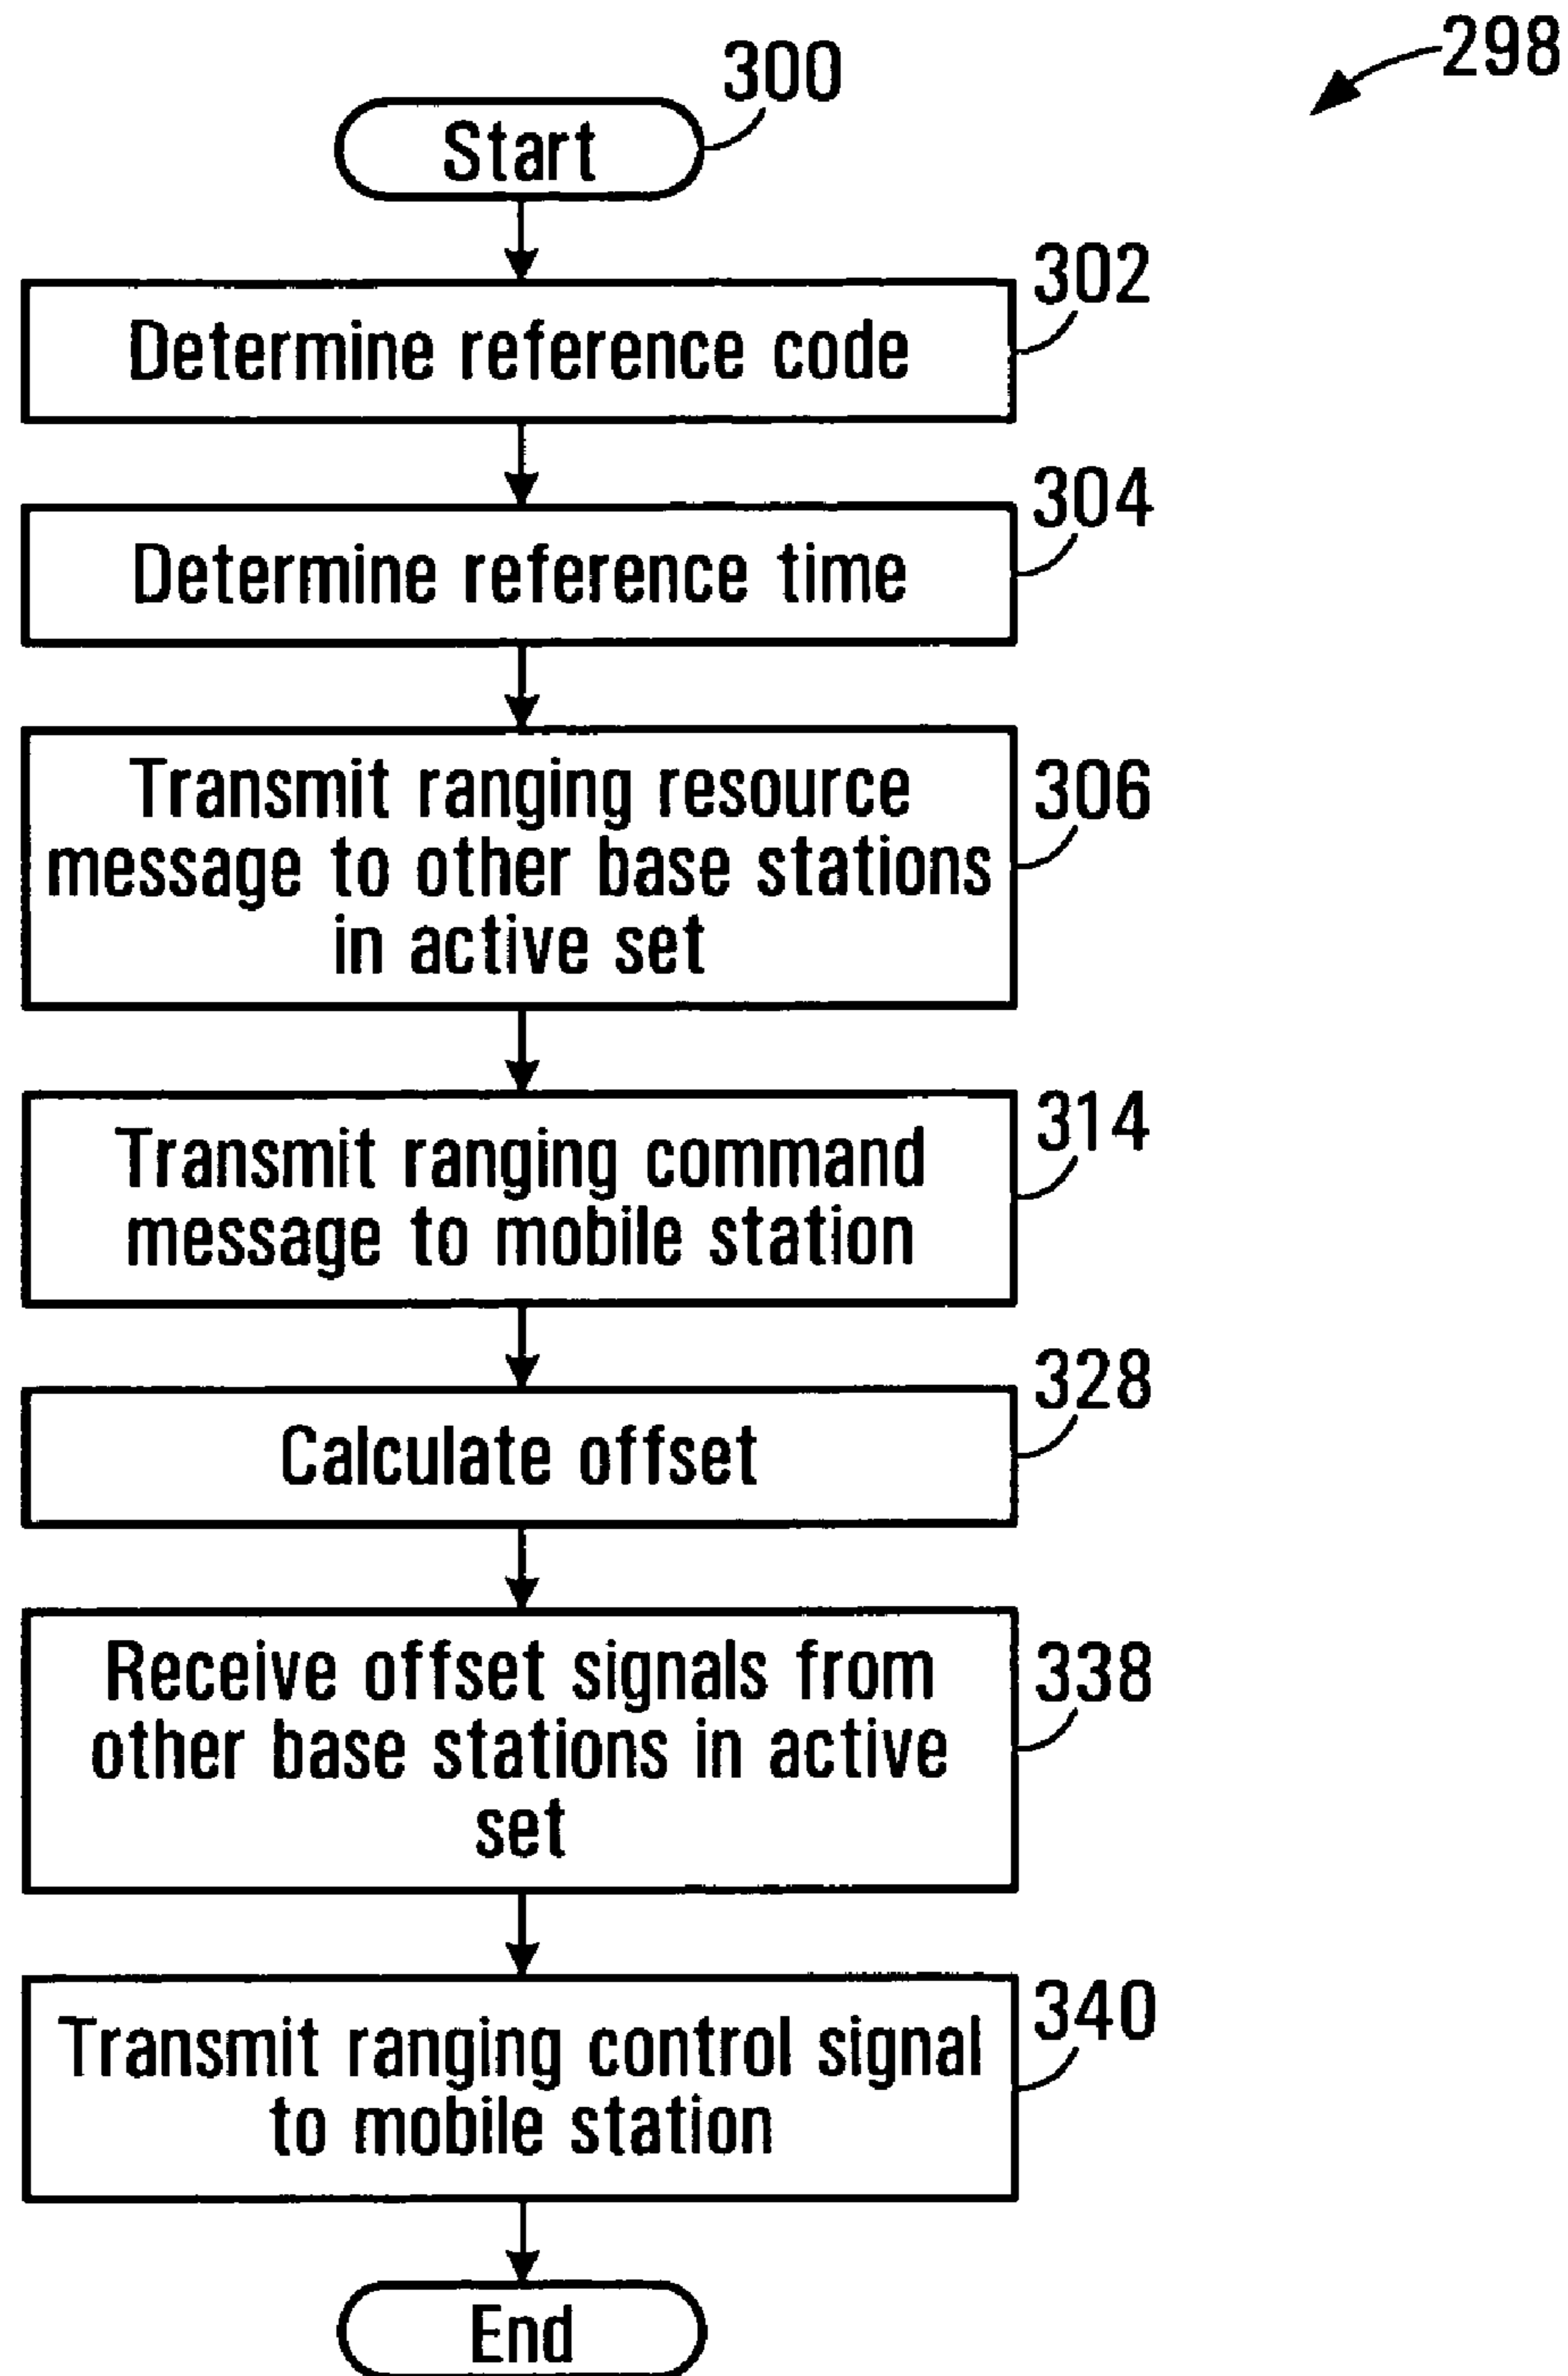 298
300
Start
302
Determine reference code
304
Determine reference time
306
Transmit ranging resource
message to other base stations
in active set
314
Transmit ranging command
message to mobile station
328
Calculate offset
338
Receive offset signals from
other base stations in active
set
340
Transmit ranging control signal
to mobile station
End